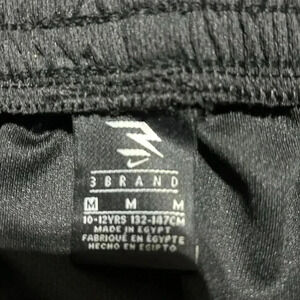 3BRAND
M M M
10-12YRS 132-147CM
MADE IN EGYPT
FABRIQUÉ EN ÉGYPTE
HECHO EN EGIPTO